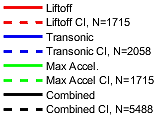 Liftoff
Liftoff CI, N=1715
Transonic
Transonic CI, N=2058
Max Accel.
Max Accel CI, N=1715
Combined
Combined CI, N=5488